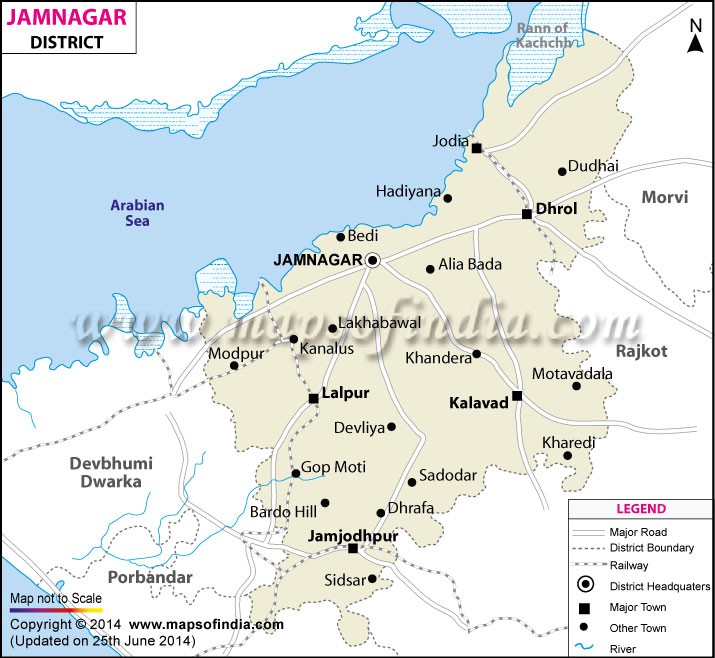 JAMNAGAR
DISTRICT
Rann of
Kachchh
N
Jodia
Dudhai
Hadiyana
Dhrol
Morvi
Arabian
Sea
Bedi
JAMNAGAR
Alia Bada
www.mapsofindia.com
Lakhabawal
Kanalus
Modpur
Khandera
Rajkot
Motavadala
Lalpur
Kalavad
Devliya
Kharedi
Devbhumi
Dwarka
Gop Moti
Sadodar
Bardo Hill
Dhrafa
Jamjodhpur
Porbandar
Sidsar
LEGEND
Major Road
District Boundary
Railway
District Headquaters
Major Town
Other Town
River
Map not to Scale
Copyright © 2014 www.mapsofindia.com
(Updated on 25th June 2014)